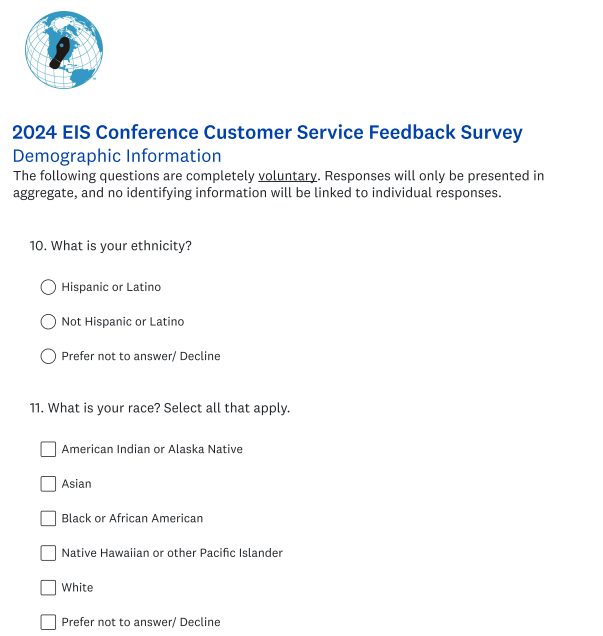 2024 EIS Conference Customer Service Feedback Survey
Demographic Information
The following questions are completely voluntary. Responses will only be presented in
aggregate, and no identifying information will be linked to individual responses.
10. What is your ethnicity?
Hispanic or Latino
Not Hispanic or Latino
Prefer not to answer/ Decline
11. What is your race? Select all that apply.
American Indian or Alaska Native
Asian
Black or African American
Native Hawaiian or other Pacific Islander
White
Prefer not to answer/ Decline